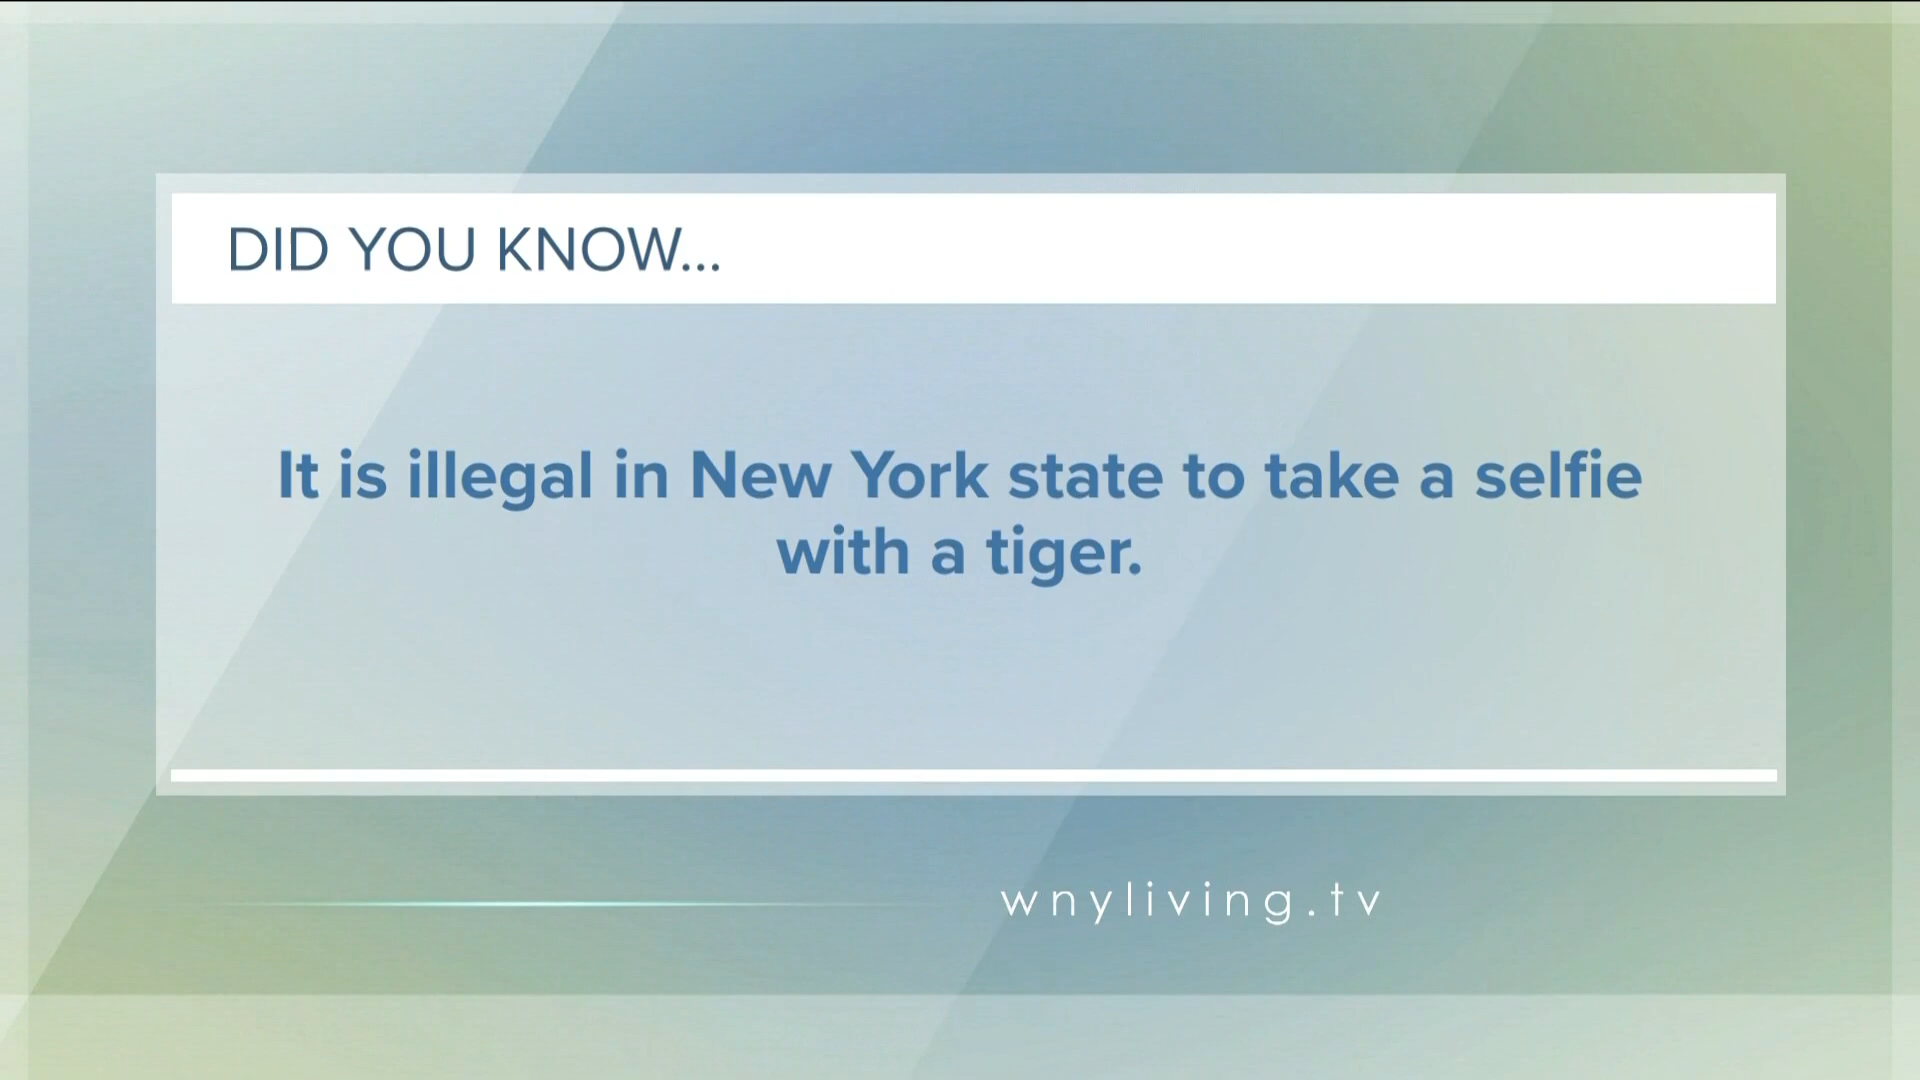 DID YOU KNOW...
It is illegal in New York state to take a selfie
with a tiger.
wnyliving.tv